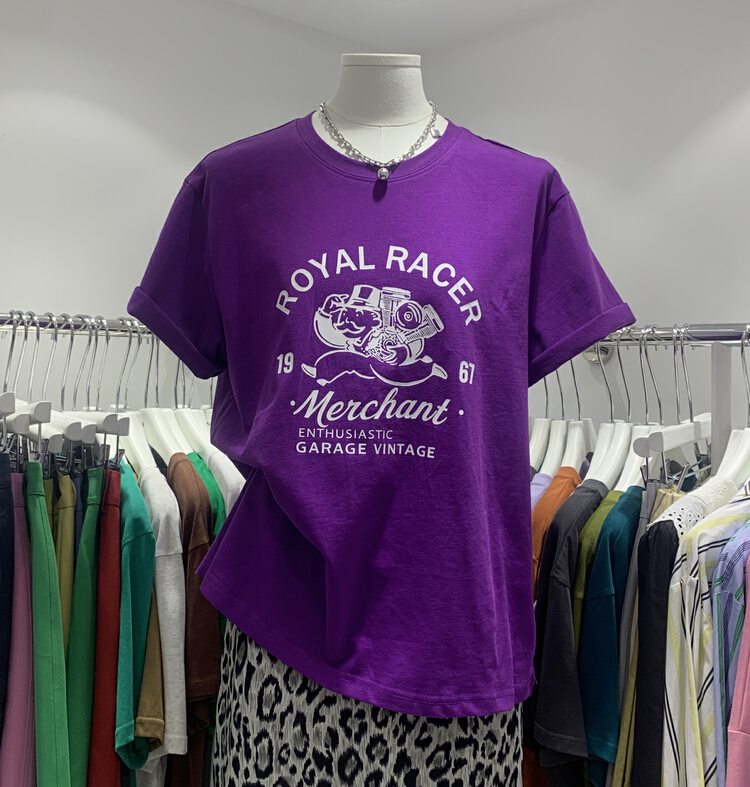 ROYAL RACER
19 67
·Merchant·
ENTHUSIASTIC
GARAGE VINTAGE